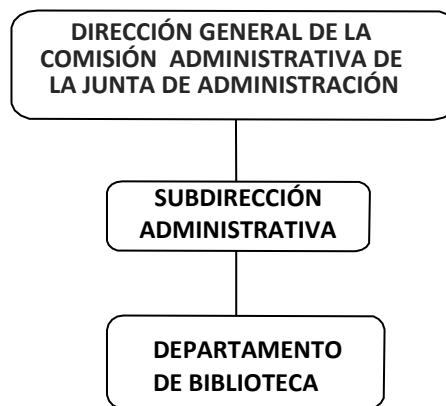 DIRECCIÓN GENERAL DE LA
COMISIÓN ADMINISTRATIVA DE
LA JUNTA DE ADMINISTRACIÓN
SUBDIRECCIÓN
ADMINISTRATIVA
DEPARTAMENTO
DE BIBLIOTECA